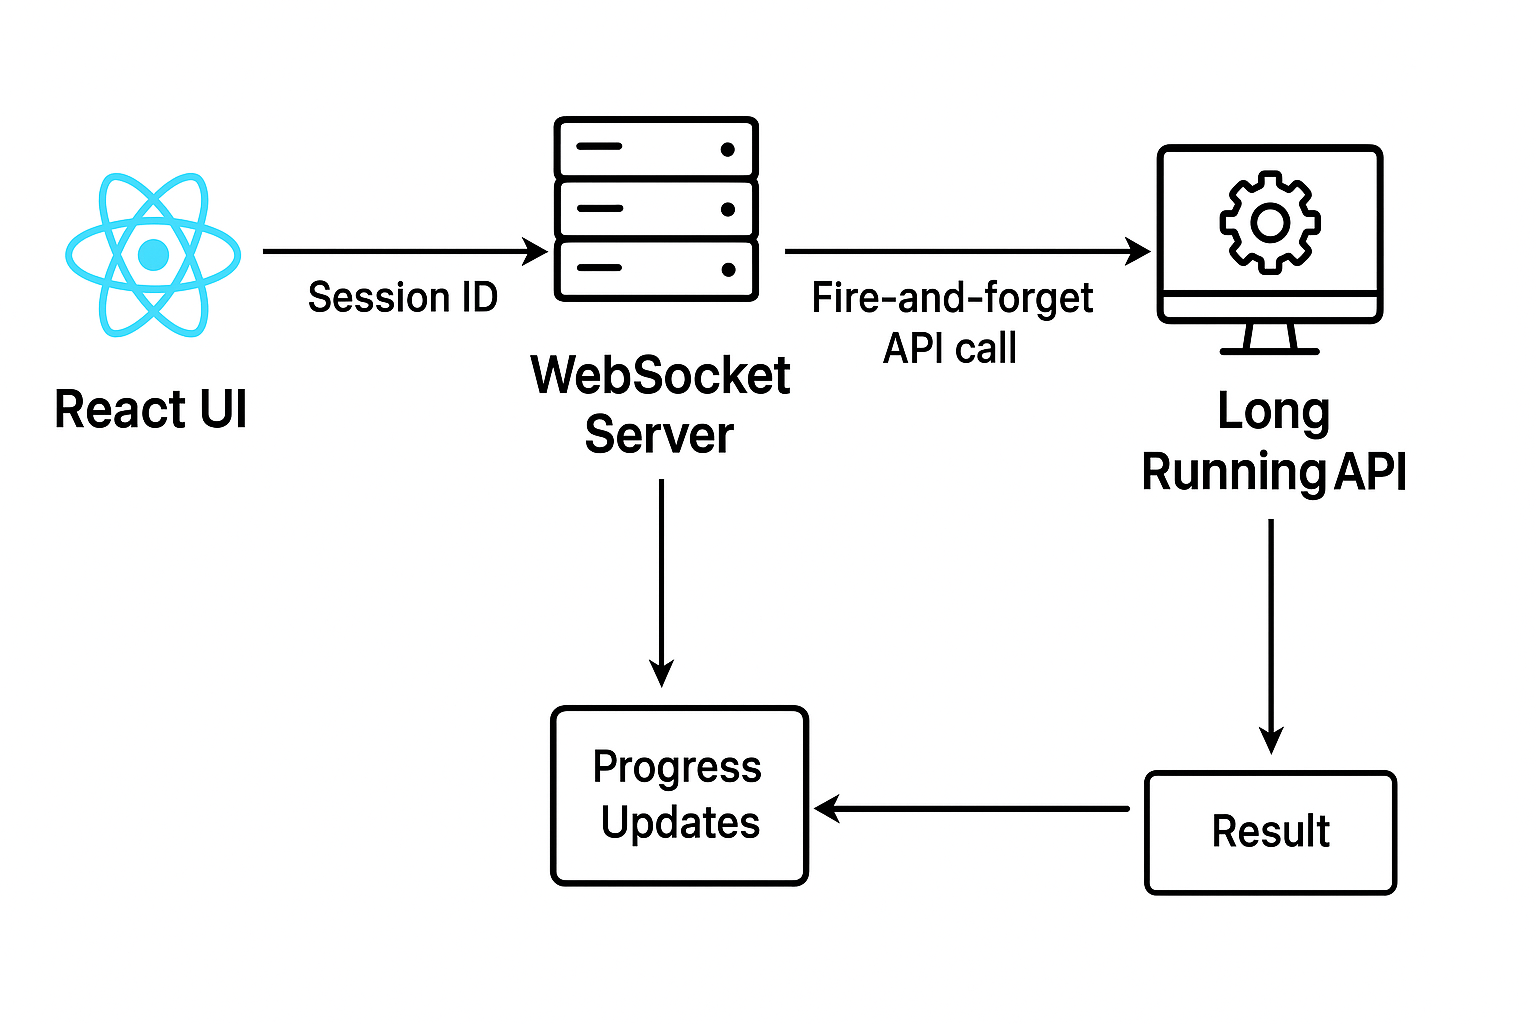 Session ID
Fire-and-forget
API call
React UI
WebSocket
Server
Long
Running API
Progress
Updates
Result